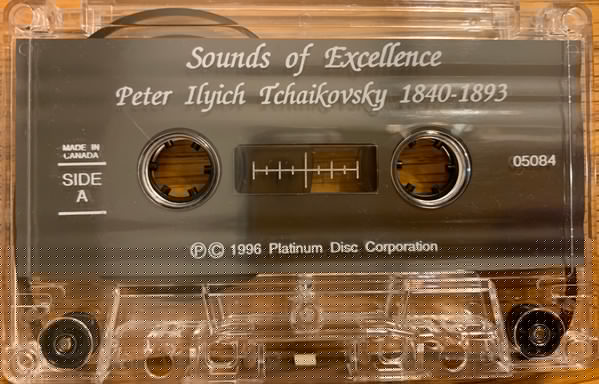 Sounds of Excellence
Peter Ilyich Tchaikovsky 1840-1893
MADE IN
CANADA
SIDE
A
05084
℗© 1996 Platinum Disc Corporation